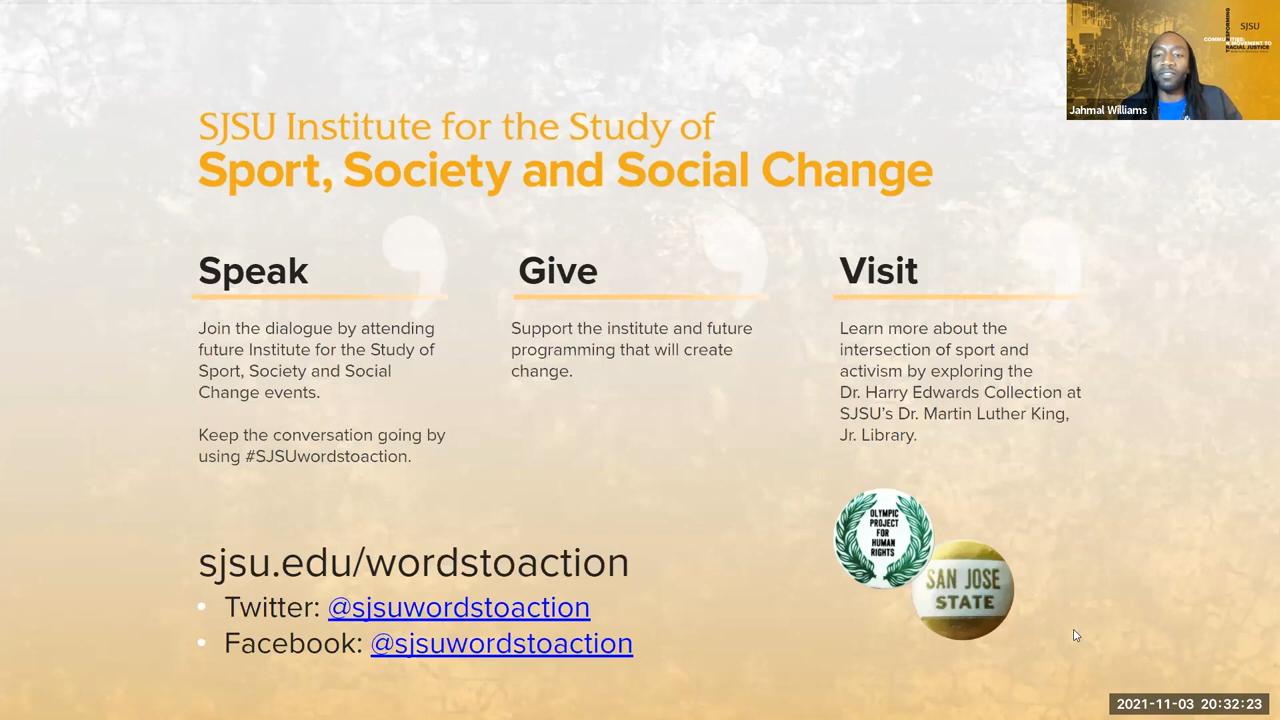 SJSU Institute for the Study of
Sport, Society and Social Change
Speak
Join the dialogue by attending
future Institute for the Study of
Sport, Society and Social
Change events.
Keep the conversation going by
using #SJSUwordstoaction.
Give
Support the institute and future
programming that will create
change.
Visit
Learn more about the
intersection of sport and
activism by exploring the
Dr. Harry Edwards Collection at
SJSU's Dr. Martin Luther King,
Jr. Library.
OLYMPIC
PROJECT
FOR
HUMAN
RIGHTS
SAN JOSE
STATE
sjsu.edu/wordstoaction
Twitter: @sjsuwordstoaction
Facebook: @sjsuwordstoaction
SJSU
RACIAL JUSTICE
Jahmal Williams
2021-11-03 20:32:23